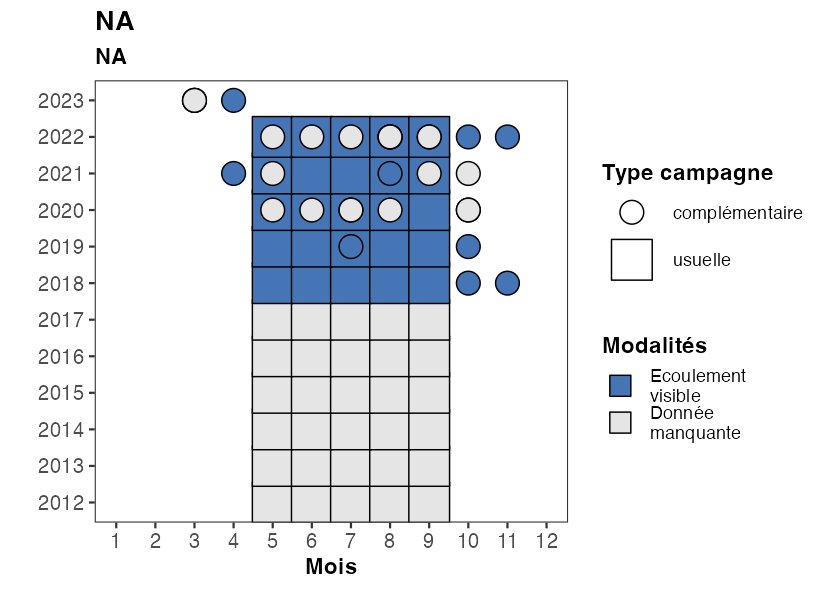 NA
NA
2023
2022
2021
2020
2019
2018
2017
2016
2015
2014
2013
2012
1 2 3 4 5 6 7 8 9 10 11 12
Mois
Type campagne
complémentaire
usuelle
Modalités
Ecoulement
visible
Donnée
manquante